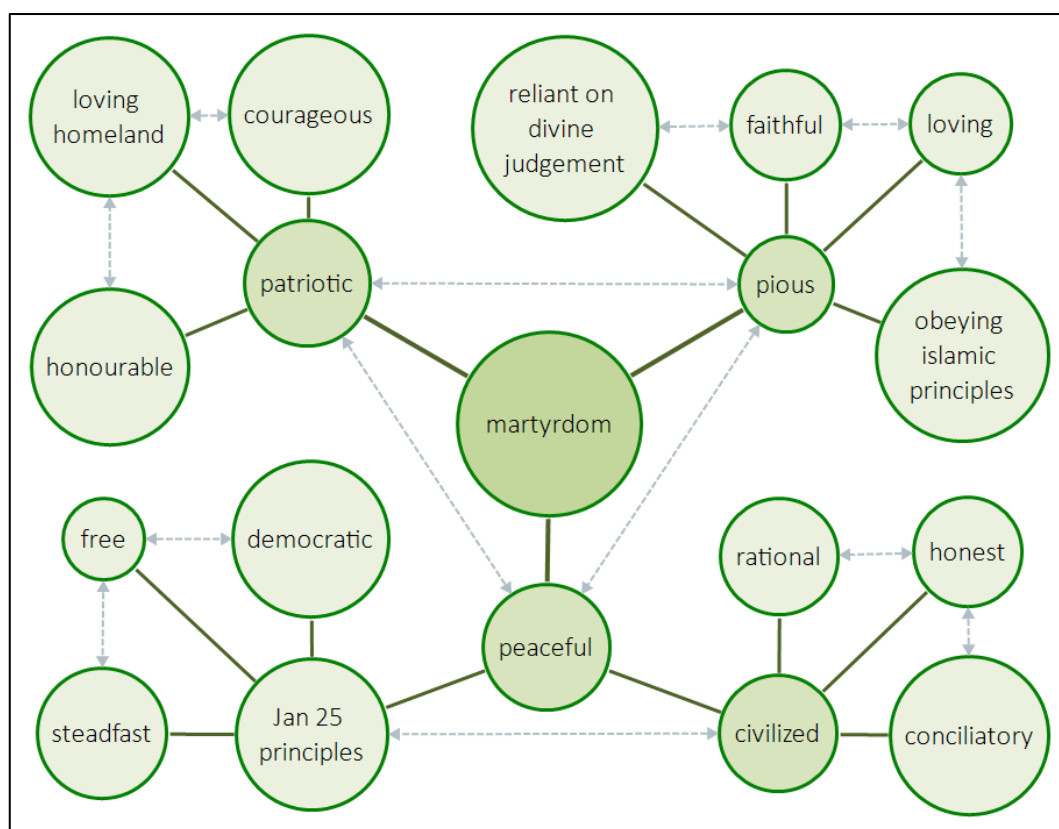 loving
homeland
courageous
reliant on
divine
judgement
faithful
loving
patriotic
pious
honourable
obeying
islamic
principles
martyrdom
free
democratic
rational
honest
peaceful
steadfast
Jan 25
principles
civilized
conciliatory